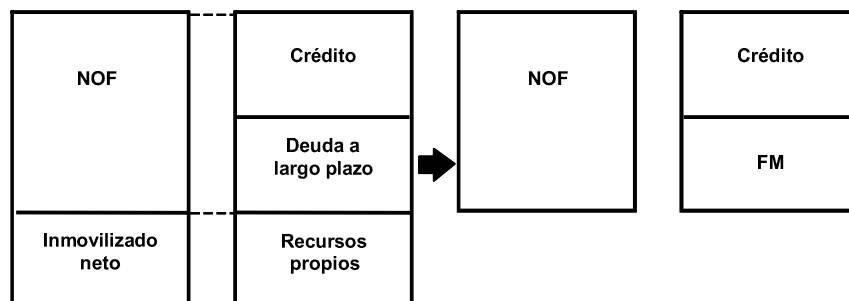 NOF
Crédito
NOF
Crédito
Deuda a
largo plazo
FM
Inmovilizado
neto
Recursos
propios